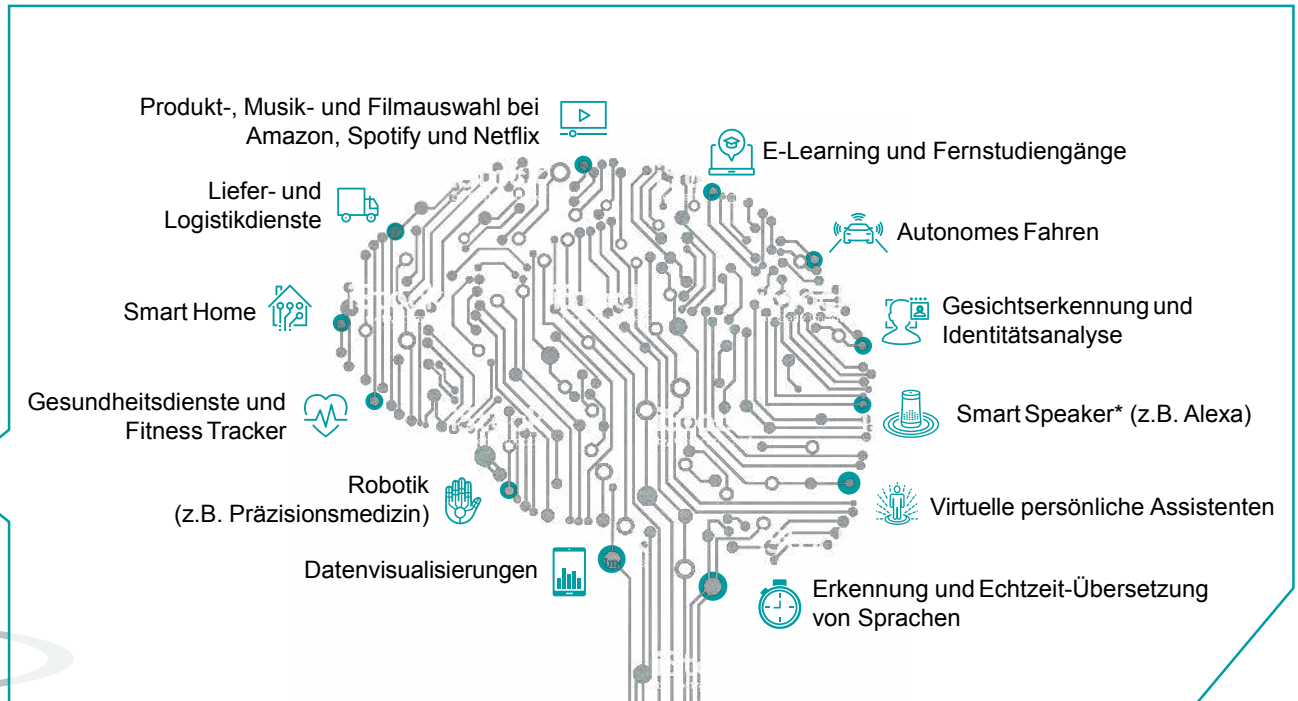 Produkt-, Musik- und Filmauswahl bei
Amazon, Spotify und Netflix
Liefer- und
Logistikdienste
Smart Home
Gesundheitsdienste und
Fitness Tracker
Robotik
(z.B. Präzisionsmedizin)
Datenvisualisierungen
E-Learning und Fernstudiengänge
Autonomes Fahren
Gesichtserkennung und
Identitätsanalyse
Smart Speaker* (z.B. Alexa)
Virtuelle persönliche Assistenten
Erkennung und Echtzeit-Übersetzung
von Sprachen